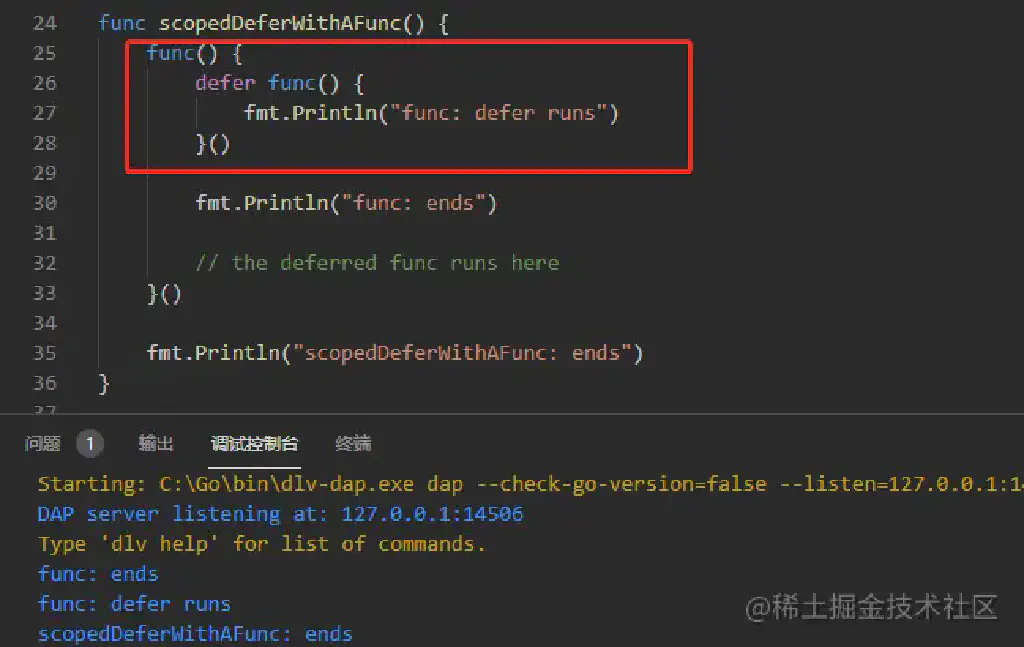 24 func scopedDeferWithAFunc() {
25 func() {
26 defer func() {
27 fmt.Println("func: defer runs")
28 }()
29
30 fmt.Println("func: ends")
31
32 // the deferred func runs here
33 }()
34
35 fmt.Println("scopedDeferWithAFunc: ends")
36 }
37
问题 1 输出 调试控制台 终端
Starting: C:\Go\bin\dlv-dap.exe dap --check-go-version=false --listen=127.0.0.1:1
DAP server listening at: 127.0.0.1:14506
Type 'dlv help' for list of commands.
func: ends
func: defer runs
scopedDeferWithAFunc: ends
@稀土掘金技术社区